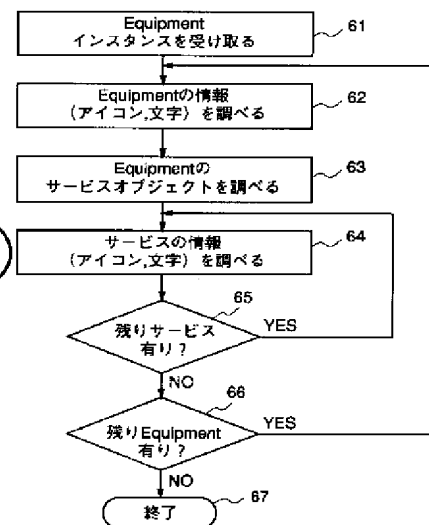 Equipment
インスタンスを受け取る
61
Equipmentの情報
(アイコン,文字) を調べる
62
Equipmentの
サービスオブジェクトを調べる
63
サービスの情報
(アイコン,文字) を調べる
64
65
残りサービス
有り?
YES
NO
66
残りEquipment
有り?
YES
NO
終了
67